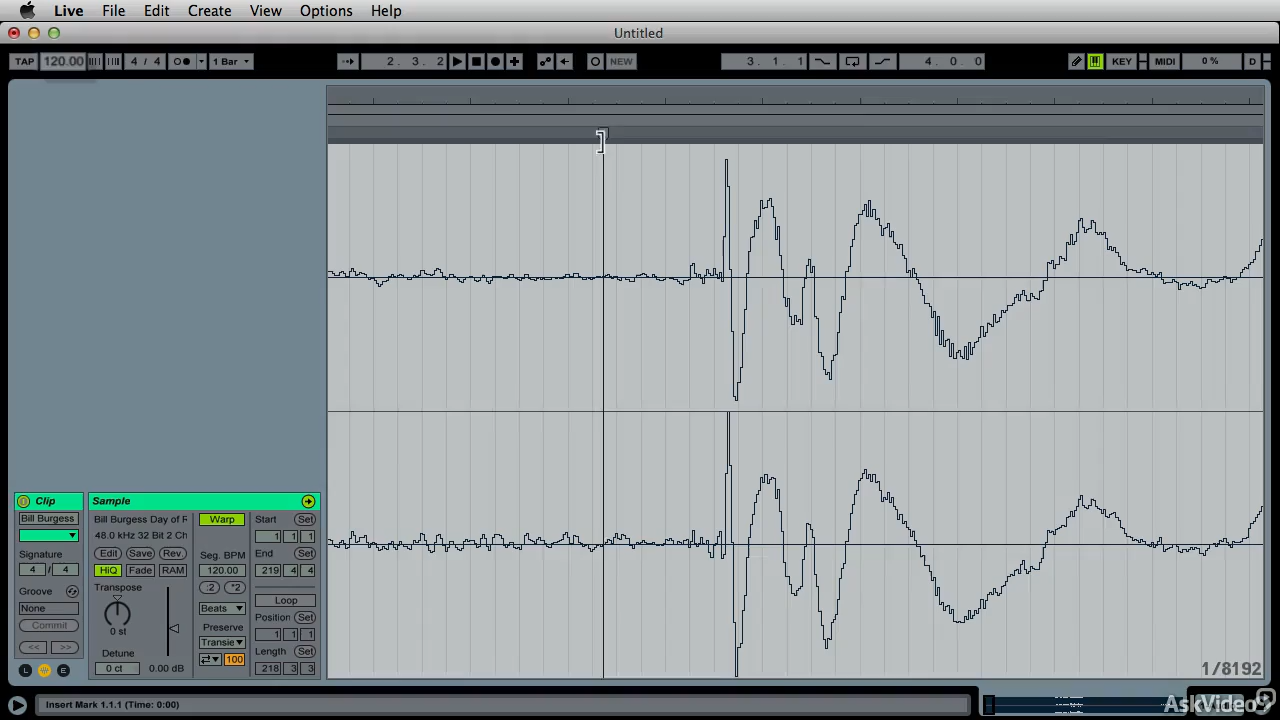 Live File Edit Create View Options Help
Untitled
TAP 120.00 4 / 4 1 Bar 2. 3. 2 NEW 3. 1. 1 4. 0. 0 KEY MIDI 0 % D
Clip
Bill Burgess
Signature
4 / 4
Groove
None
Commit
<< >>
L E
Sample
Bill Burgess Day of R
48.0 kHz 32 Bit 2 Ch
Edit Save Rev
HiQ Fade RAM
Transpose
0 st
Detune
0 ct 0.00 dB
Warp
Seg. BPM
120.00
:2 *2
Beats
Preserve
Transie
100
Start Set
1 1 1
End Set
219 4 4
Loop
Position Set
1 1 1
Length Set
218 3 3
1/8192
Insert Mark 1.1.1 (Time: 0:00)
AskVideo